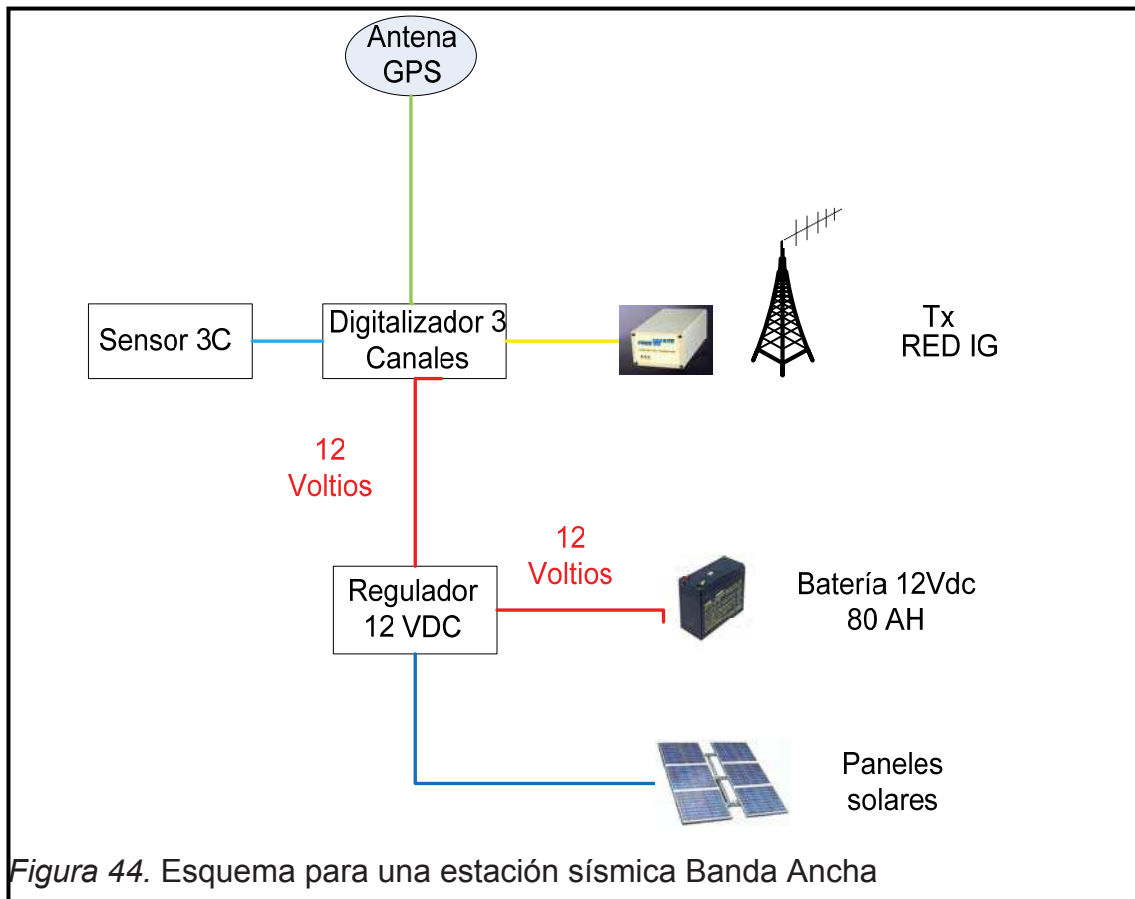 Antena
GPS
Sensor 3C
Digitalizador 3
Canales
Tx
RED IG
12
Voltios
12
Voltios
Regulador
12 VDC
Batería 12Vdc
80 AH
Paneles
solares
Figura 44. Esquema para una estación sísmica Banda Ancha